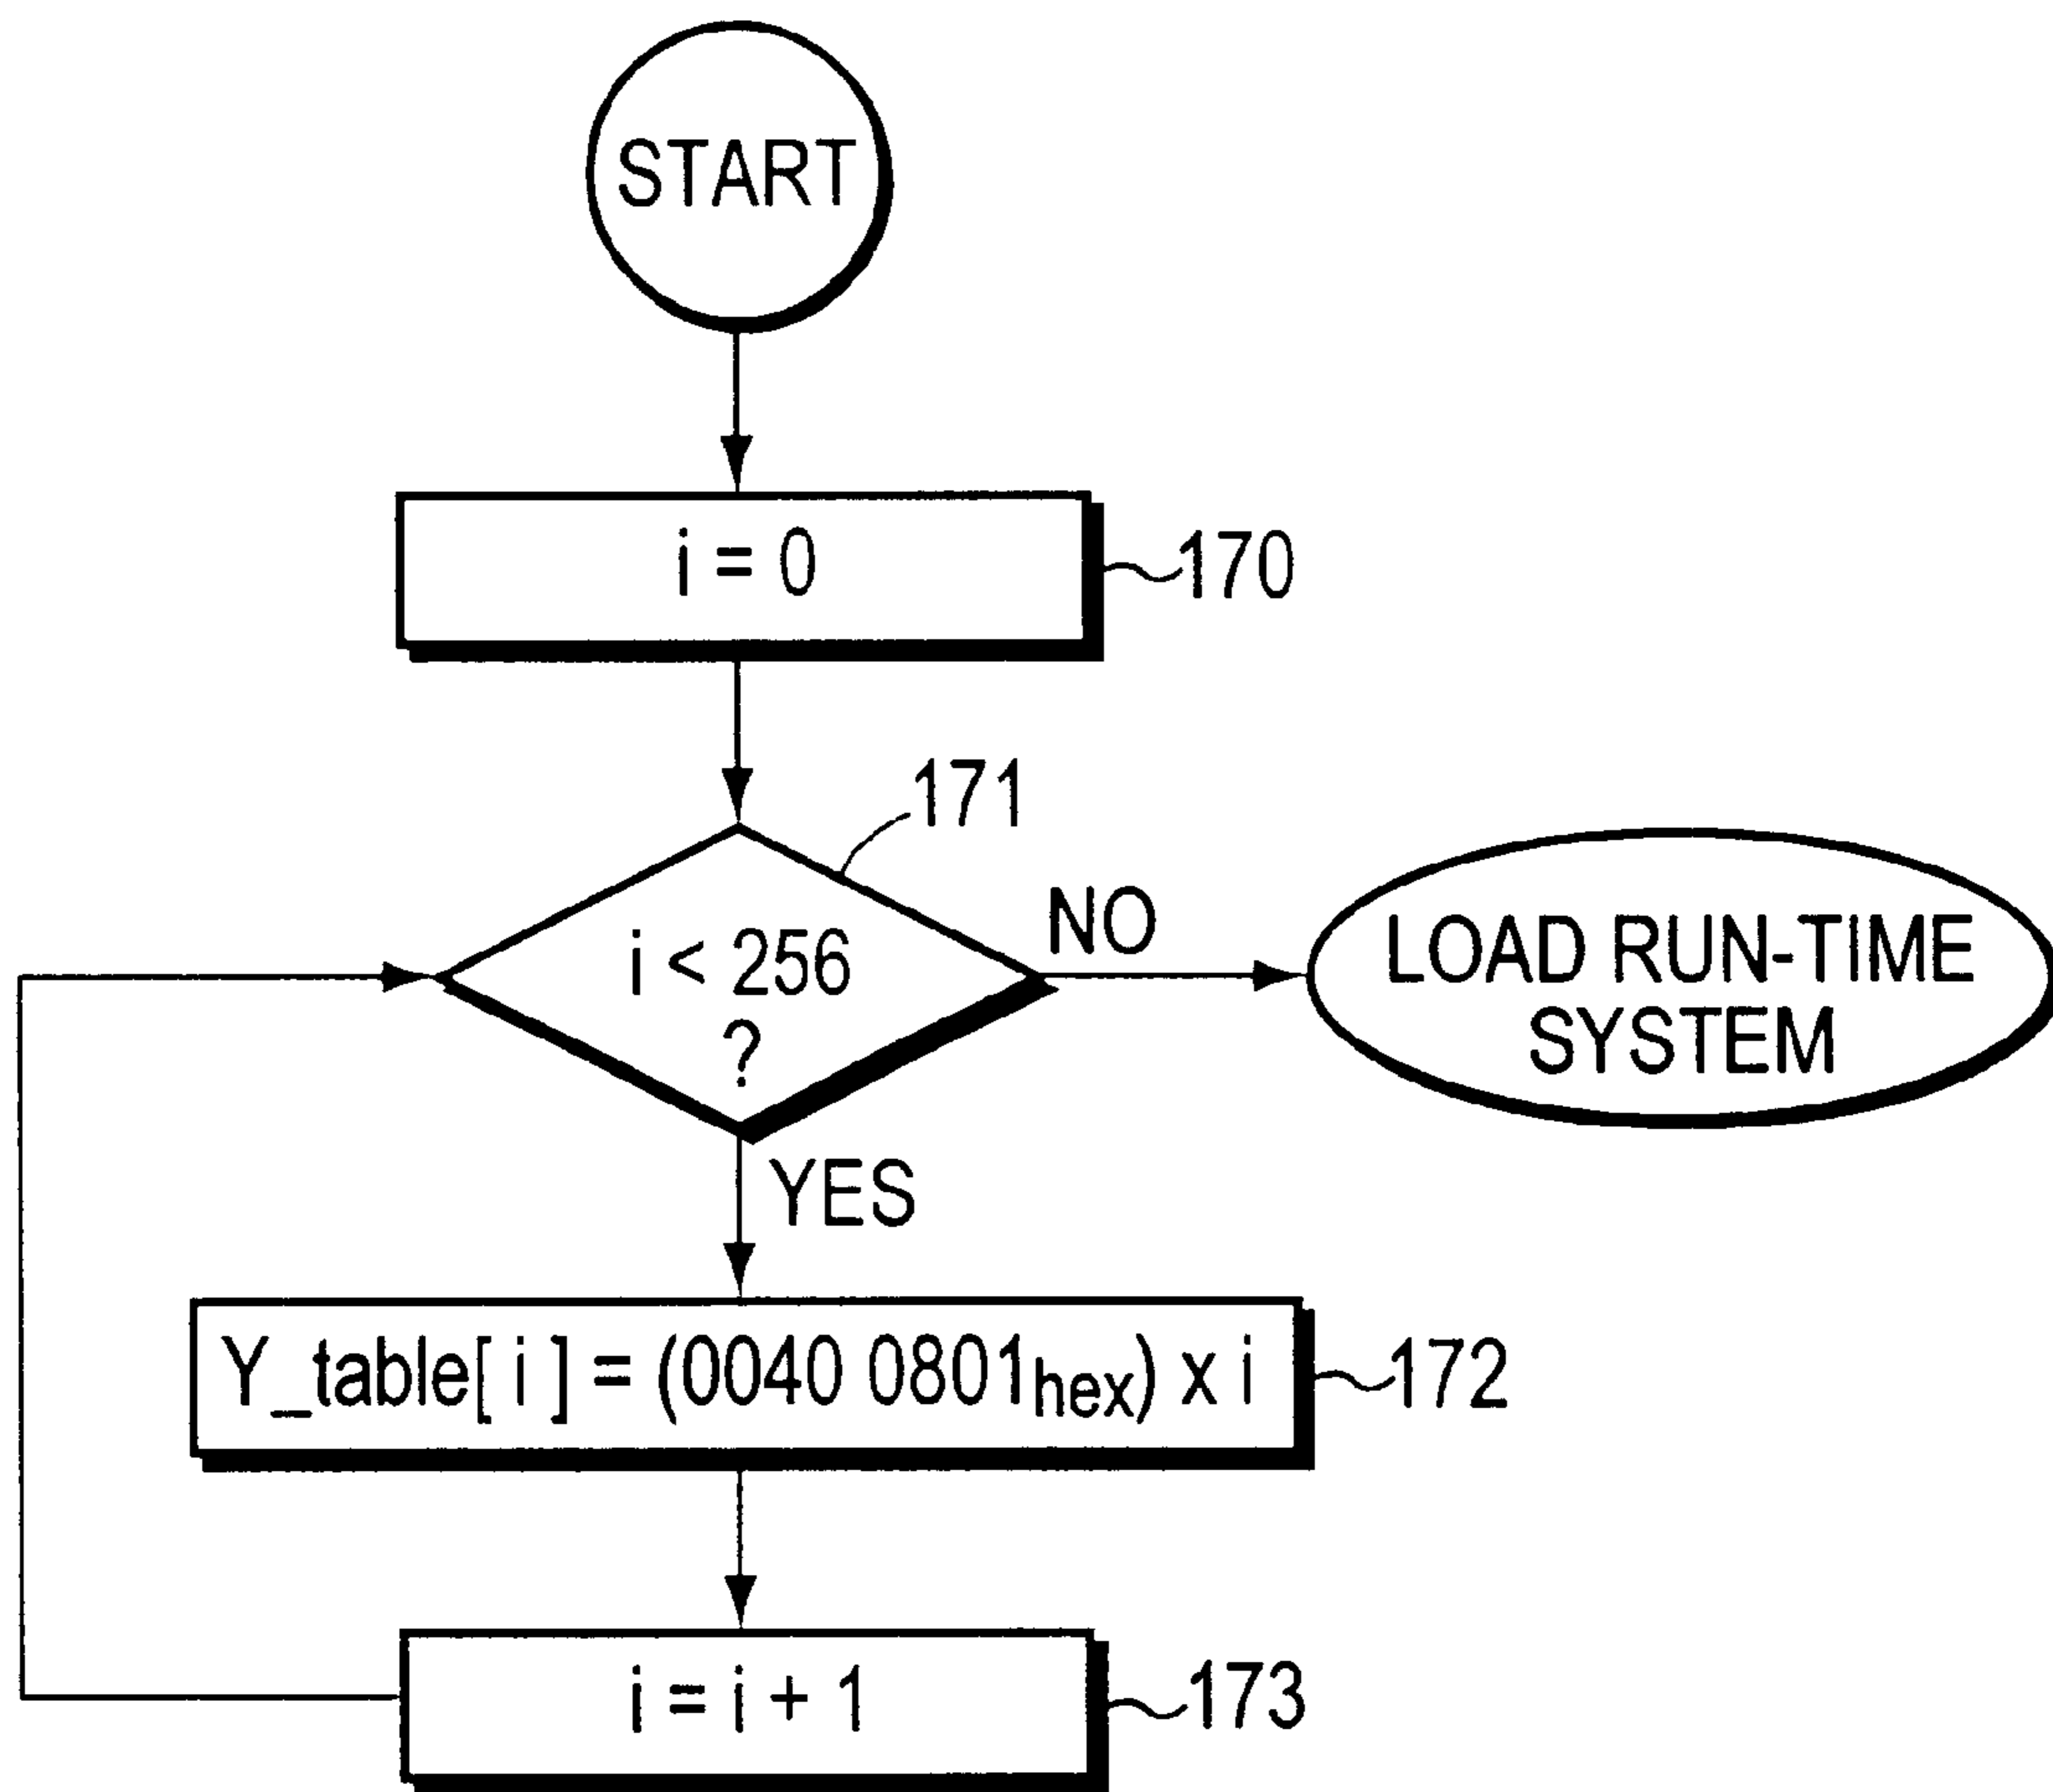 START
i = 0
170
171
i < 256
?
NO
LOAD RUN-TIME
SYSTEM
YES
Y_table[ i ] = (0040 0801hex) x i
172
i = i + 1
173